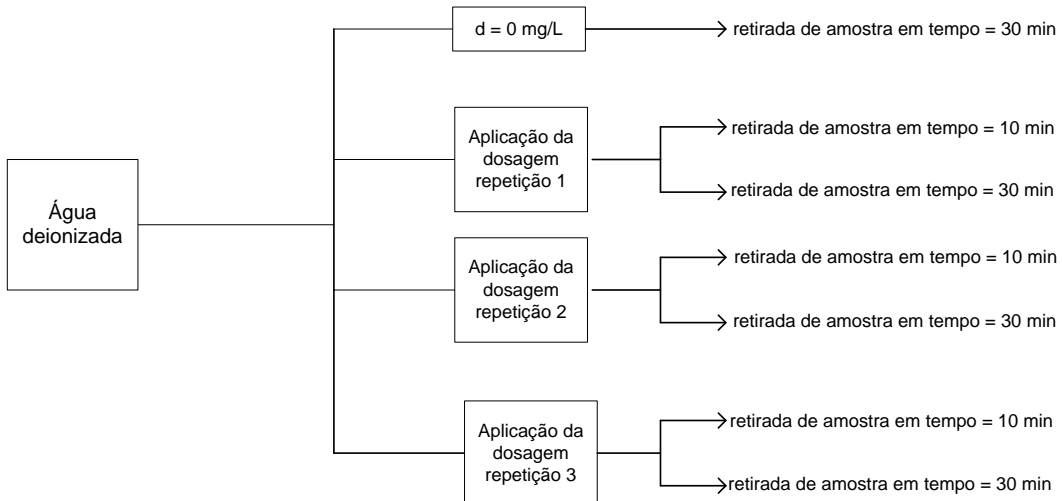 d = 0 mg/L
retirada de amostra em tempo = 30 min
Aplicação da
dosagem
repetição 1
retirada de amostra em tempo = 10 min
retirada de amostra em tempo = 30 min
Água
deionizada
Aplicação da
dosagem
repetição 2
retirada de amostra em tempo = 10 min
retirada de amostra em tempo = 30 min
Aplicação da
dosagem
repetição 3
retirada de amostra em tempo = 10 min
retirada de amostra em tempo = 30 min